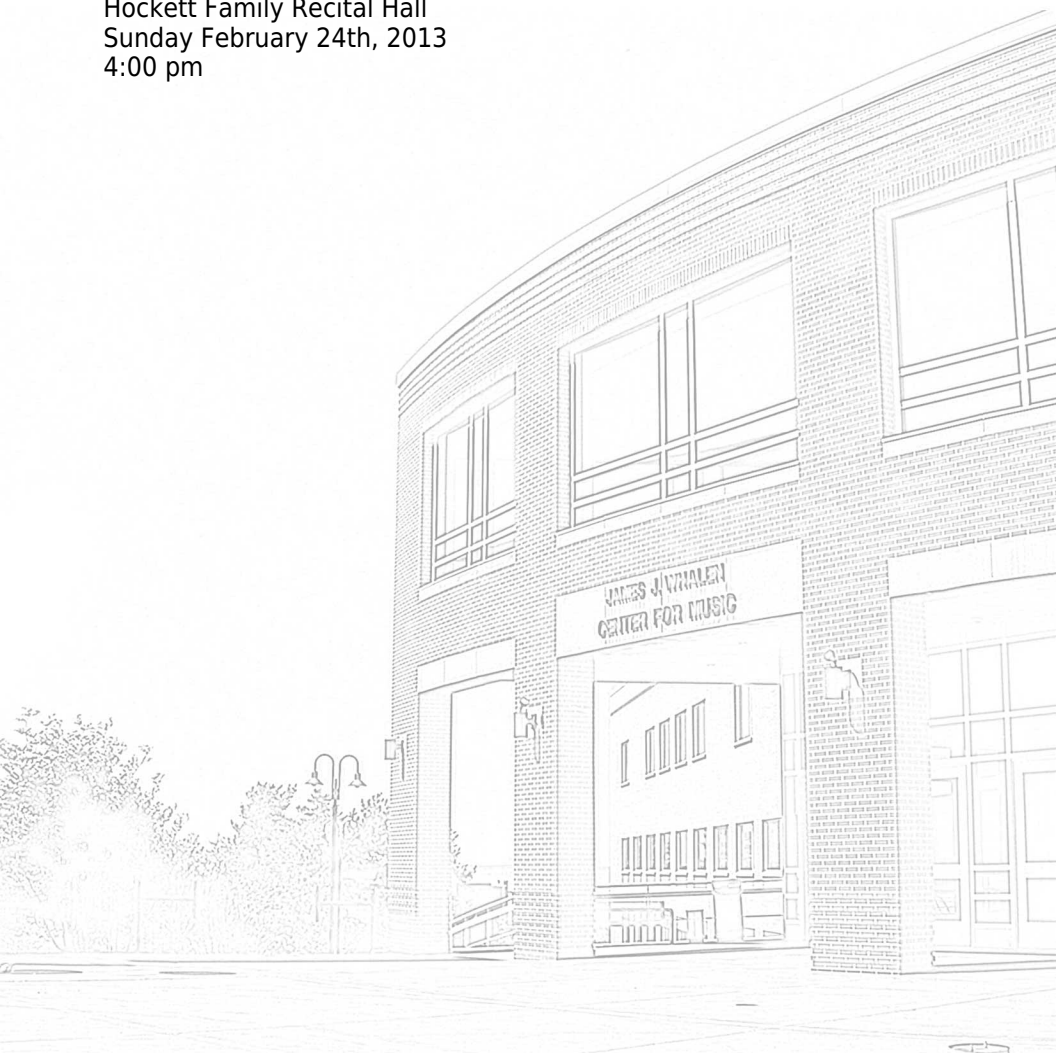 Hockett Family Recital Hall
Sunday February 24th, 2013
4:00 pm
JAMES J. WHALEN
CENTER FOR MUSIC